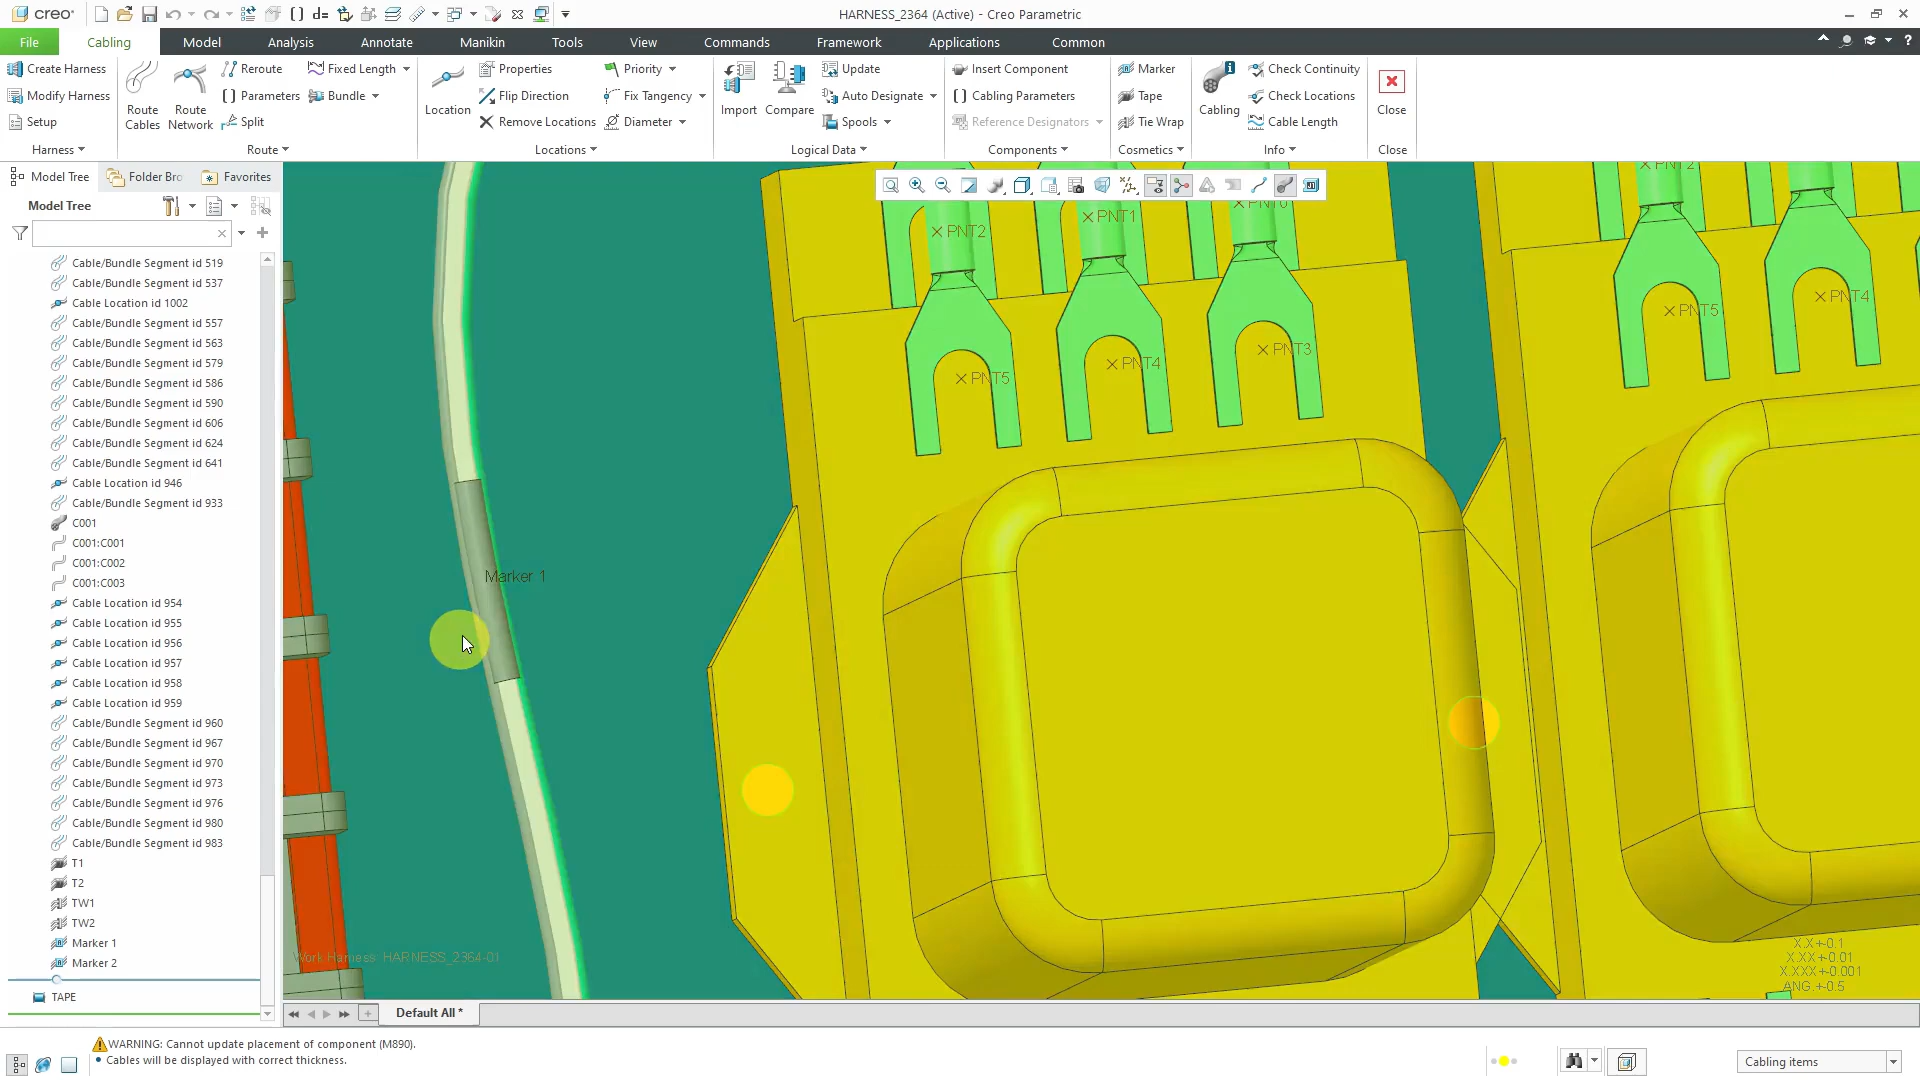 creo
HARNESS_2364 (Active) - Creo Parametric
File
Cabling
Model
Analysis
Annotate
Manikin
Tools
View
Commands
Framework
Applications
Common
Create Harness
Modify Harness
Setup
Harness
Route Cables
Route Network
Reroute
Parameters
Split
Fixed Length
Bundle
Route
Location
Properties
Flip Direction
Remove Locations
Priority
Fix Tangency
Diameter
Locations
Import
Compare
Update
Auto Designate
Spools
Logical Data
Insert Component
Cabling Parameters
Reference Designators
Components
Marker
Tape
Tie Wrap
Cosmetics
Cabling
Check Continuity
Check Locations
Cable Length
Info
Close
Close
Model Tree
Folder Bro
Favorites
Model Tree
Cable/Bundle Segment id 519
Cable/Bundle Segment id 537
Cable Location id 1002
Cable/Bundle Segment id 557
Cable/Bundle Segment id 563
Cable/Bundle Segment id 579
Cable/Bundle Segment id 586
Cable/Bundle Segment id 590
Cable/Bundle Segment id 606
Cable/Bundle Segment id 624
Cable/Bundle Segment id 641
Cable Location id 946
Cable/Bundle Segment id 933
C001
C001:C001
C001:C002
C001:C003
Cable Location id 954
Cable Location id 955
Cable Location id 956
Cable Location id 957
Cable Location id 958
Cable Location id 959
Cable/Bundle Segment id 960
Cable/Bundle Segment id 967
Cable/Bundle Segment id 970
Cable/Bundle Segment id 973
Cable/Bundle Segment id 976
Cable/Bundle Segment id 980
Cable/Bundle Segment id 983
T1
T2
TW1
TW2
Marker 1
Marker 2
TAPE
PNT2
PNT1
PNT5
PNT4
PNT3
PNT2
PNT5
PNT4
Marker 1
Work Harness: HARNESS_2364-01
X.X+-0.1
X.XX+-0.01
X.XXX+-0.001
ANG.+-0.5
Default All *
WARNING: Cannot update placement of component (M890).
• Cables will be displayed with correct thickness.
Cabling items